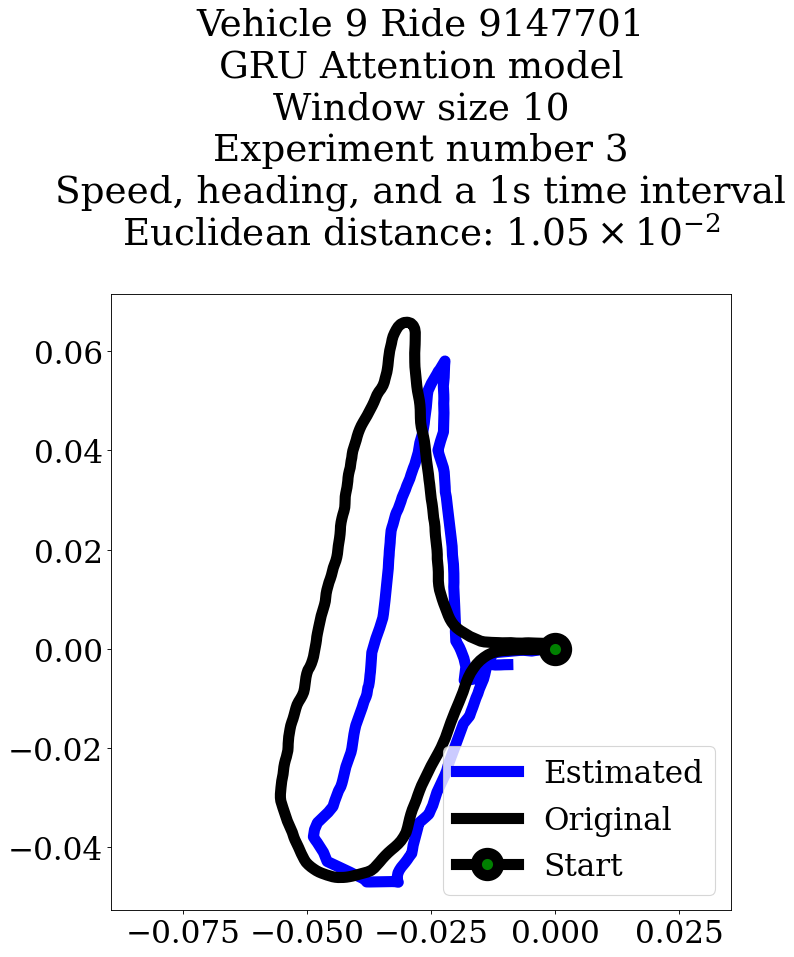 Vehicle 9 Ride 9147701
GRU Attention model
Window size 10
Experiment number 3
Speed, heading, and a 1s time interval
Euclidean distance: 1.05 × 10⁻²
0.06
0.04
0.02
0.00
−0.02
−0.04
Estimated
Original
Start
−0.075 −0.050 −0.025 0.000 0.025